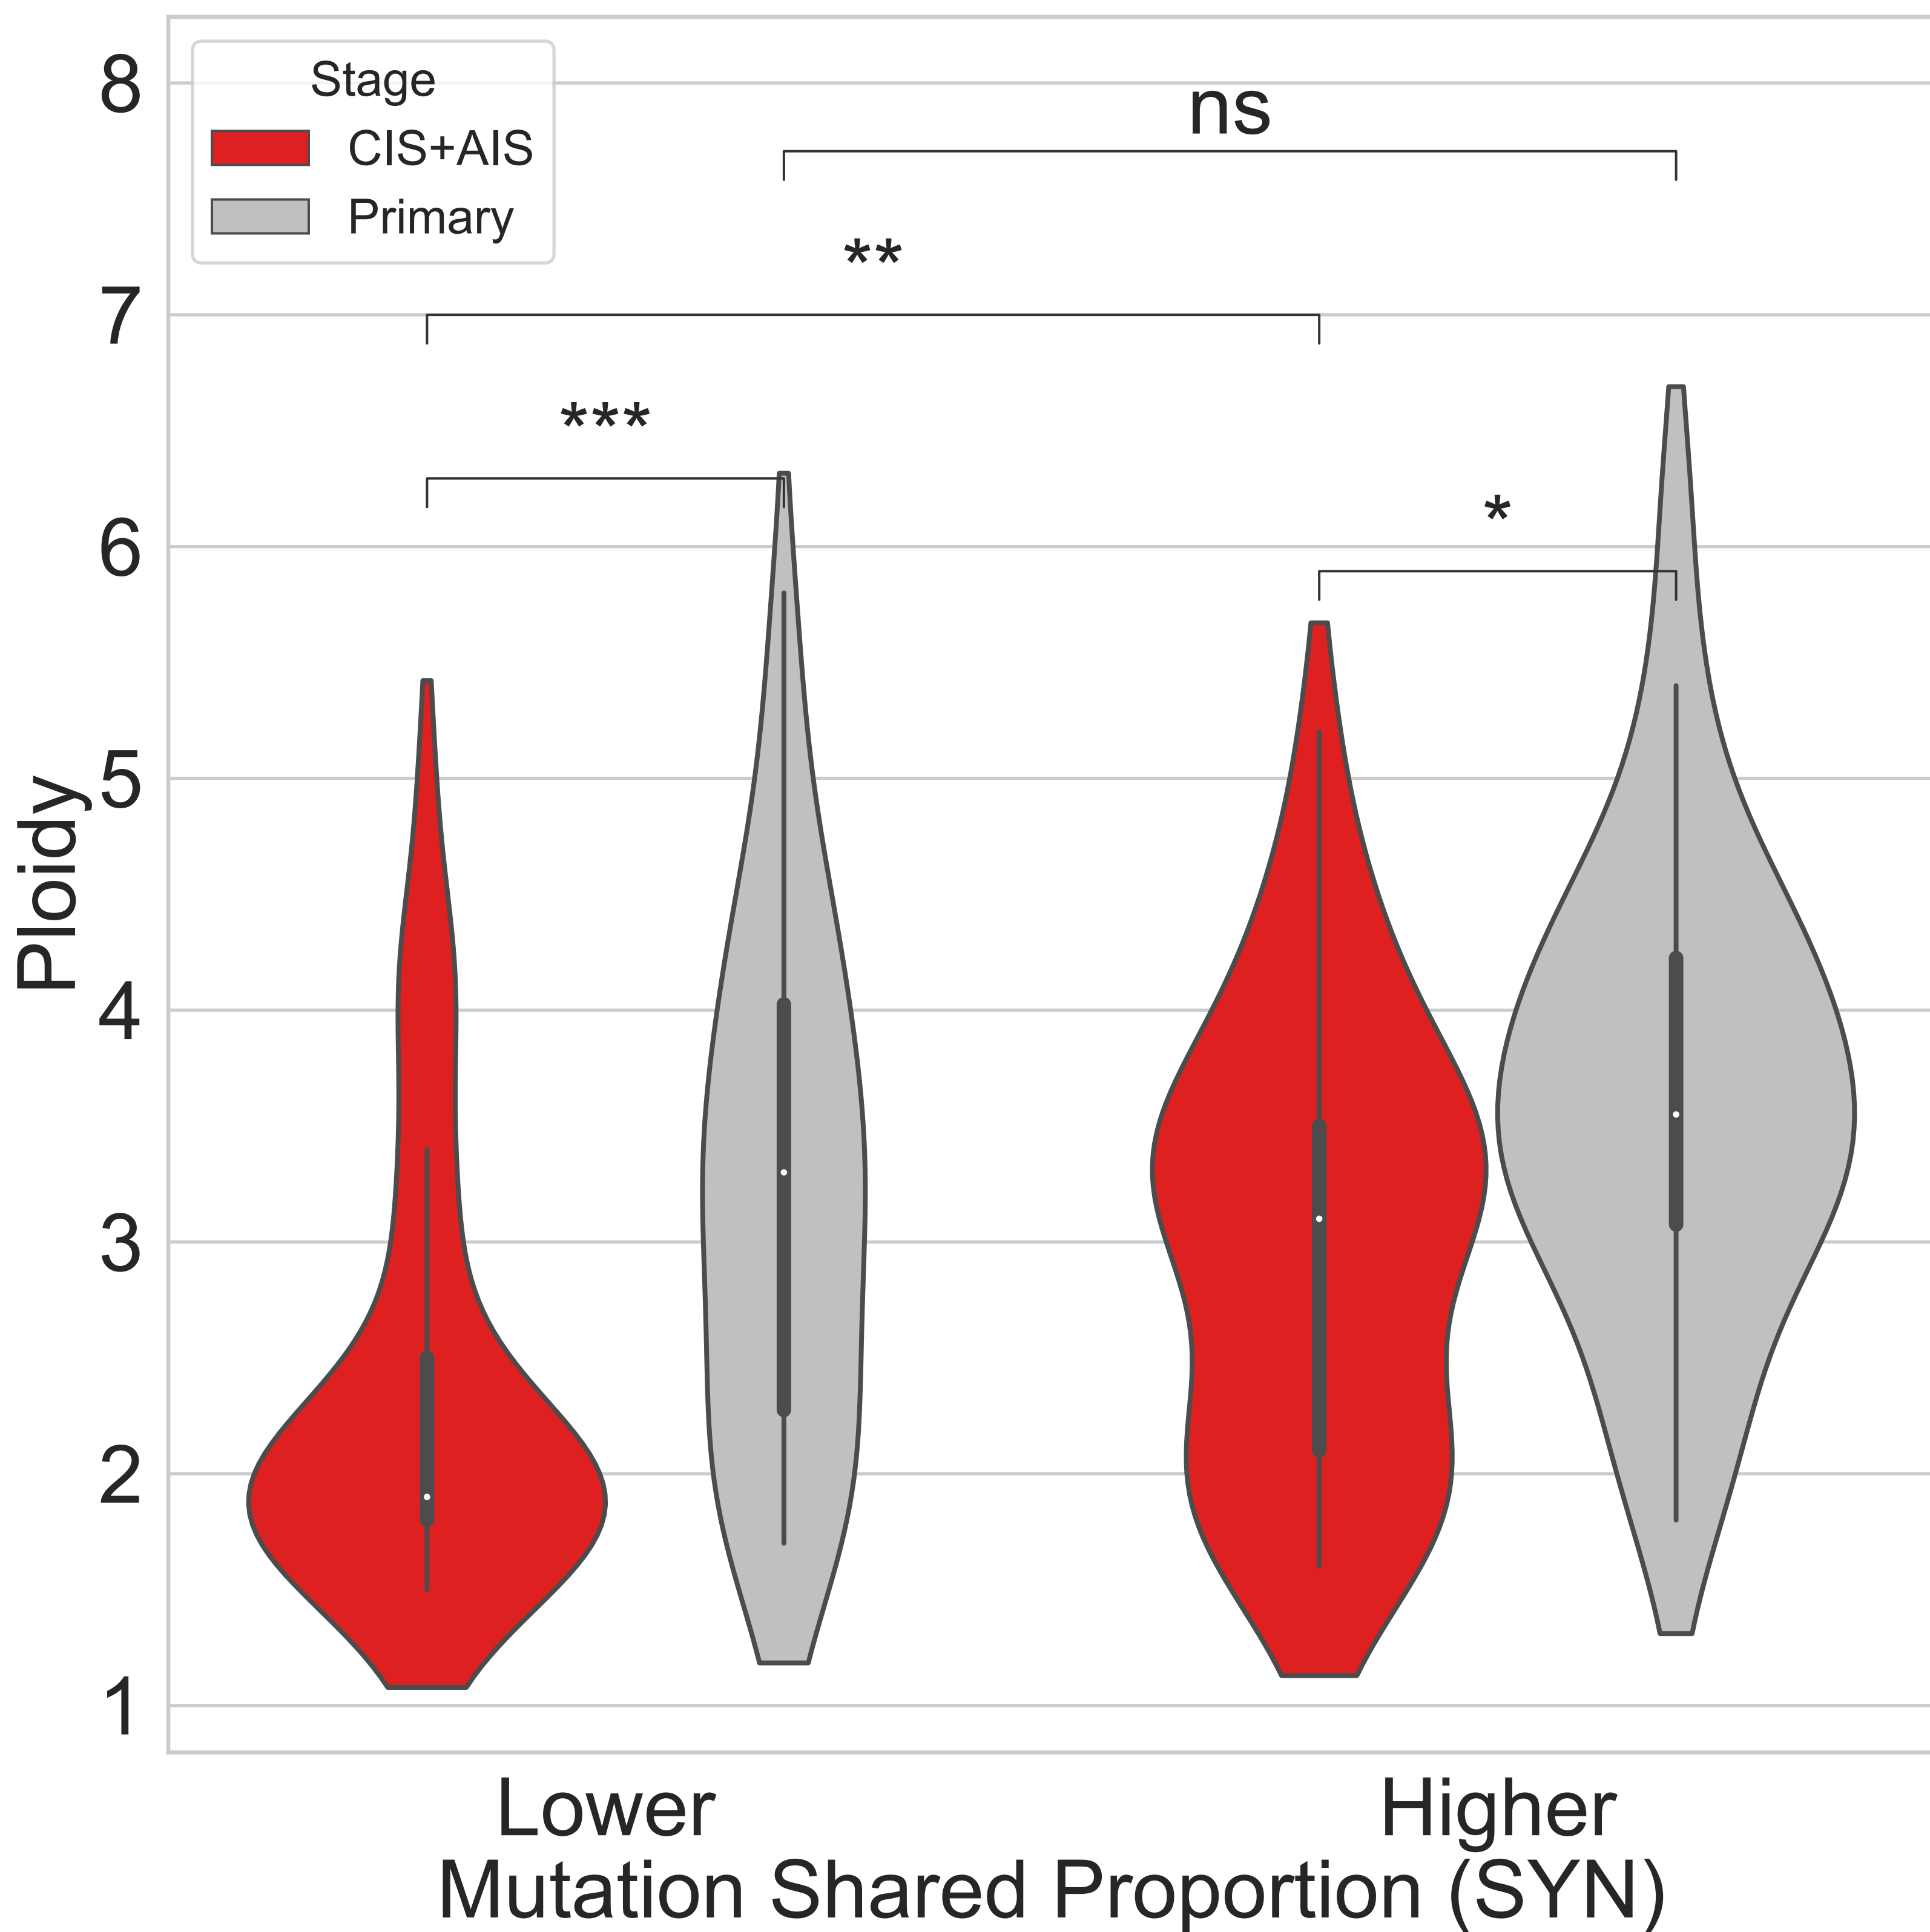 Stage
CIS+AIS
Primary
ns
**
***
*
8
7
6
5
4
3
2
1
Ploidy
Lower
Higher
Mutation Shared Proportion (SYN)